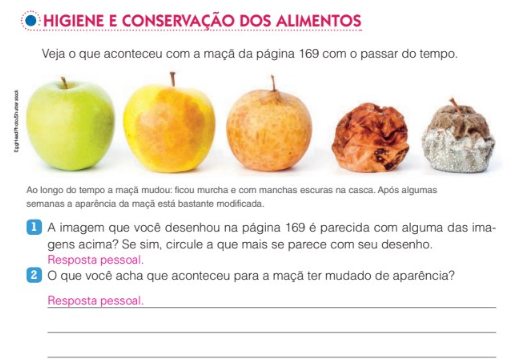 HIGIENE E CONSERVAÇÃO DOS ALIMENTOS
Veja o que aconteceu com a maçã da página 169 com o passar do tempo.
EpgfreePhoto/Shutterstock
Ao longo do tempo a maçã mudou: ficou murcha e com manchas escuras na casca. Após algumas
semanas a aparência da maçã está bastante modificada.
1 A imagem que você desenhou na página 169 é parecida com alguma das ima-
gens acima? Se sim, circule a que mais se parece com seu desenho.
Resposta pessoal.
2 O que você acha que aconteceu para a maçã ter mudado de aparência?
Resposta pessoal.